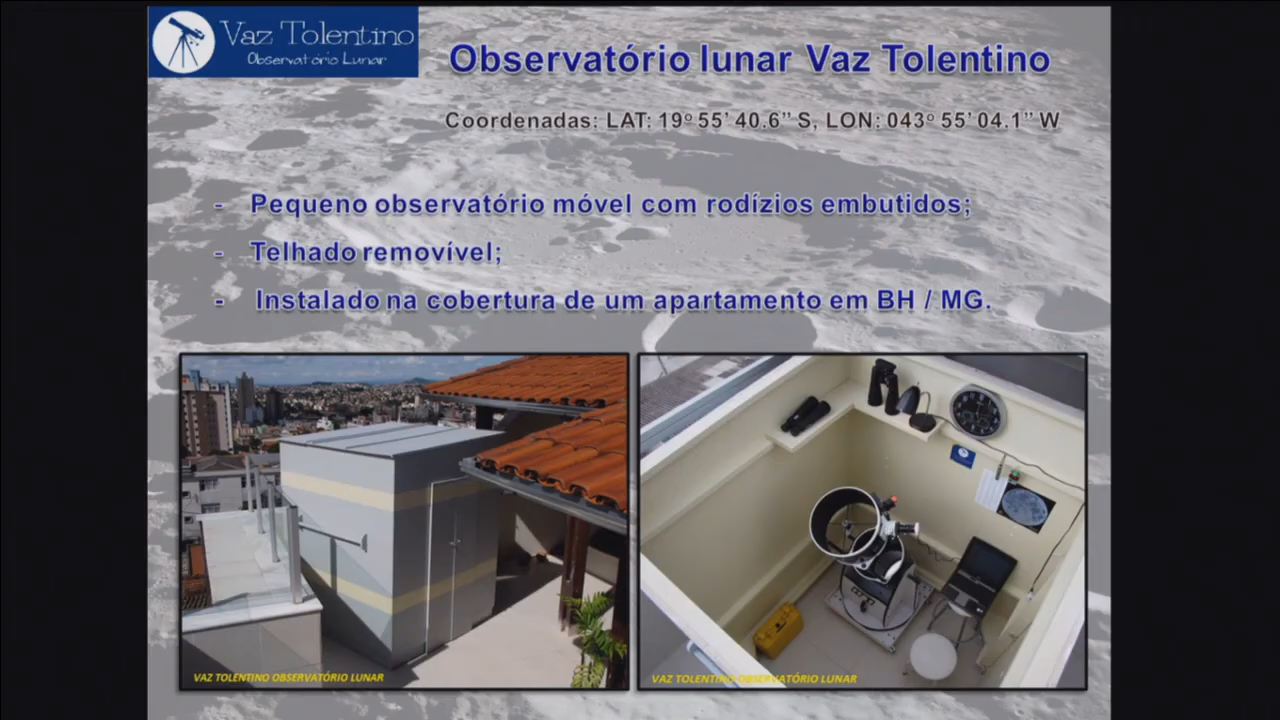 Vaz Tolentino
Observatório Lunar
Observatório lunar Vaz Tolentino
Coordenadas: LAT: 19º 55’ 40.6” S, LON: 043º 55’ 04.1” W
- Pequeno observatório móvel com rodízios embutidos;
- Telhado removível;
- Instalado na cobertura de um apartamento em BH / MG.
VAZ TOLENTINO OBSERVATÓRIO LUNAR
VAZ TOLENTINO OBSERVATÓRIO LUNAR